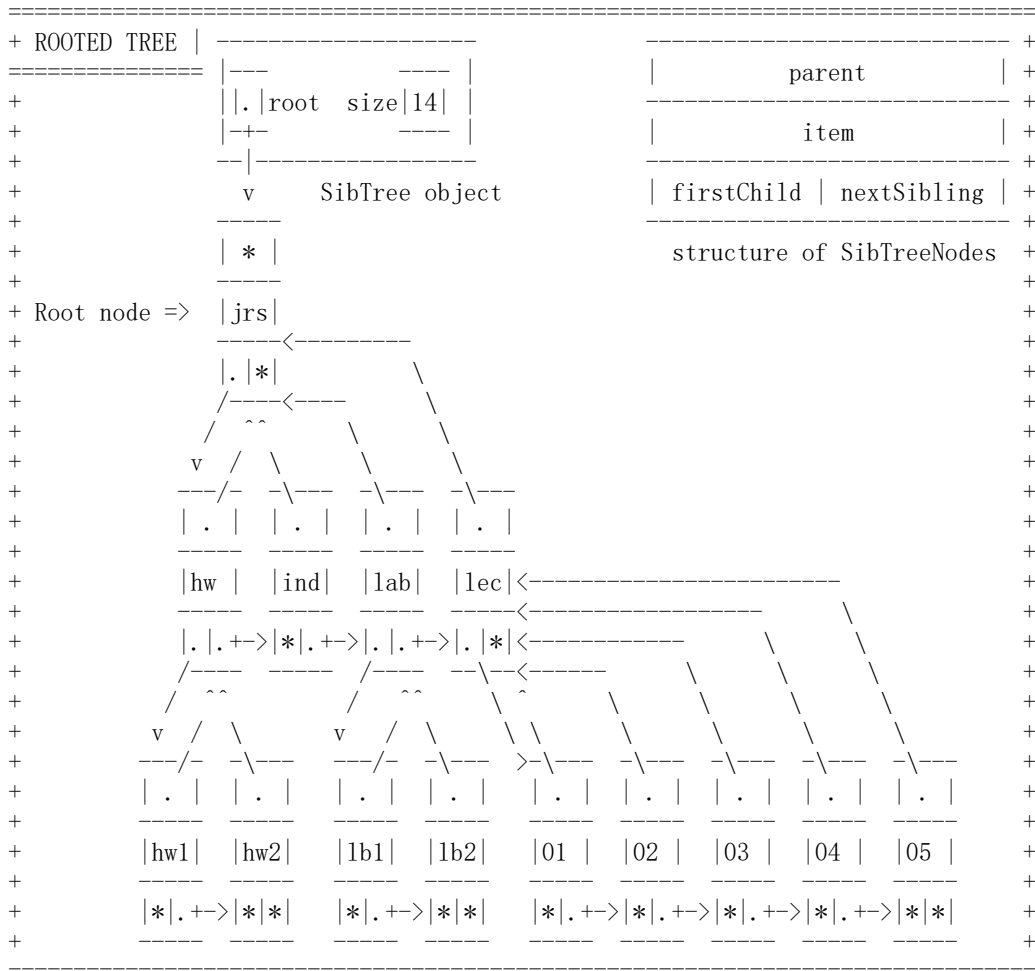 ROOTED TREE
parent
.|root size|14|
item
SibTree object
firstChild | nextSibling
* structure of SibTreeNodes
Root node => |jrs|
|.|*|
| . | | . | | . | | . |
|hw | |ind| |lab| |lec|
|.|.+->|*|.+->|.|.+->|.|*|
| . | | . | | . | | . | | . | | . | | . | | . | | . |
|hw1| |hw2| |lb1| |lb2| |01 | |02 | |03 | |04 | |05 |
|*|.+->|*|*| |*|.+->|*|*| |*|.+->|*|.+->|*|.+->|*|.+->|*|*|